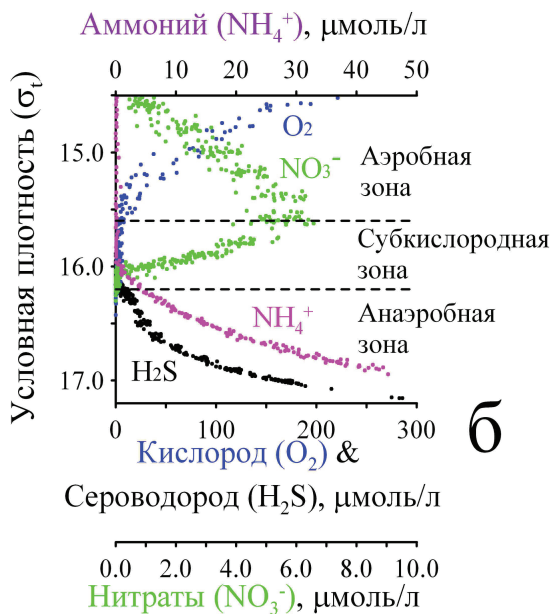 Аммоний (NH₄⁺), μмоль/л
0 10 20 30 40 50
Условная плотность (σₜ)
O₂
15.0
NO₃⁻
Аэробная
зона
Субкислородная
зона
16.0
NH₄⁺
Анаэробная
зона
H₂S
17.0
0 100 200 300
б
Кислород (O₂) &
Сероводород (H₂S), μмоль/л
0.0 2.0 4.0 6.0 8.0 10.0
Нитраты (NO₃⁻), μмоль/л